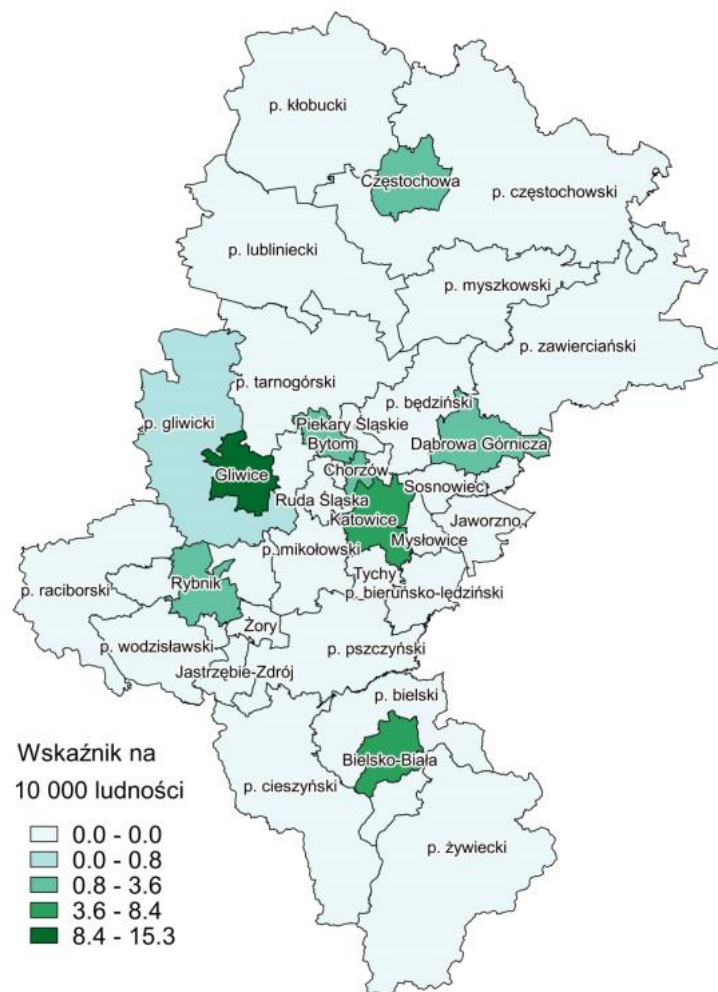 p. kłobucki
Częstochowa
p. częstochowski
p. lubliniecki
p. myszkowski
p. zawierciański
p. tarnogórski
p. będziński
p. gliwicki
Piekary Śląskie
Bytom
Dąbrowa Górnicza
Chorzów
Gliwice
Sosnowiec
Ruda Śląska
Katowice
Jaworzno
Mysłowice
p. mikołowski
p. raciborski
Rybnik
Tychy
p. bieruńsko-lędziński
Żory
p. wodzisławski
p. pszczyński
Jastrzębie-Zdrój
p. bielski
Bielsko-Biała
p. cieszyński
p. żywiecki
Wskaźnik na
10 000 ludności
0.0 - 0.0
0.0 - 0.8
0.8 - 3.6
3.6 - 8.4
8.4 - 15.3